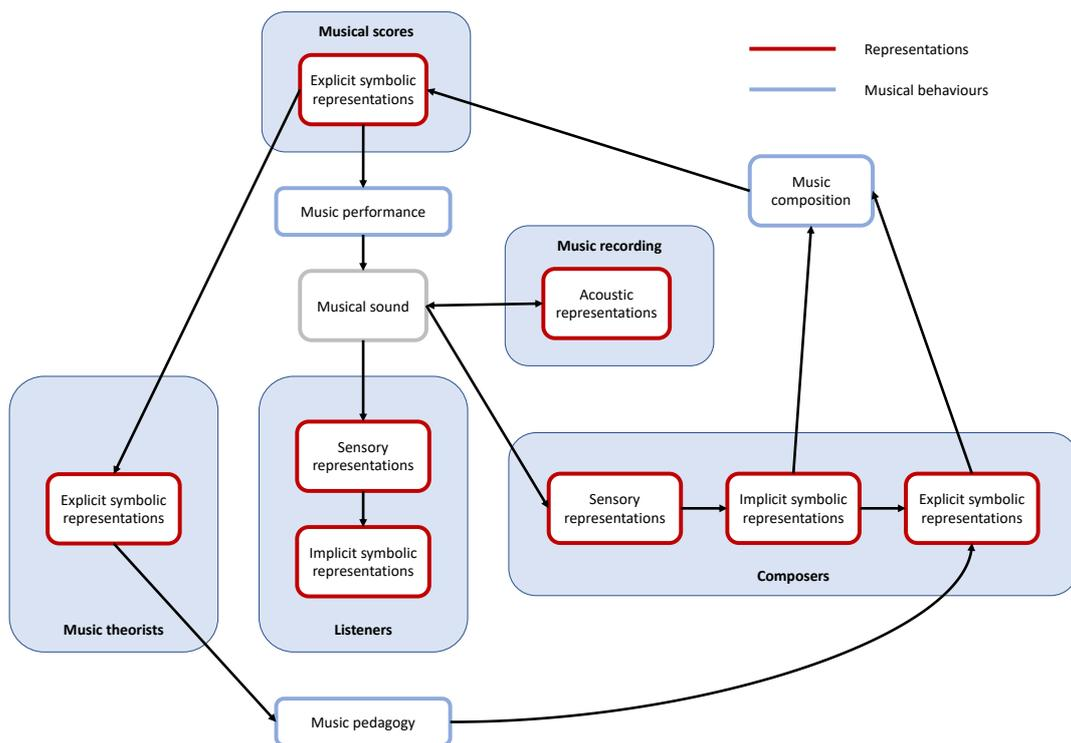 Musical scores
Explicit symbolic
representations
Representations
Musical behaviours
Music
composition
Music performance
Music recording
Acoustic
representations
Musical sound
Sensory
representations
Implicit symbolic
representations
Listeners
Explicit symbolic
representations
Music theorists
Sensory
representations
Implicit symbolic
representations
Explicit symbolic
representations
Composers
Music pedagogy